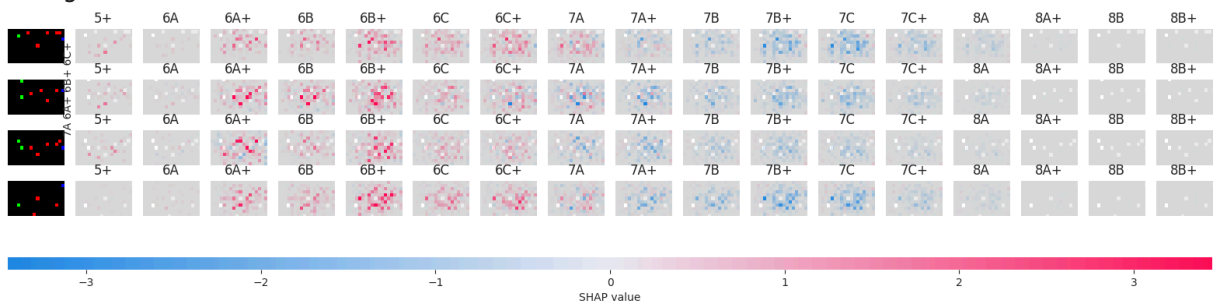 5+ 6A 6A+ 6B 6B+ 6C 6C+ 7A 7A+ 7B 7B+ 7C 7C+ 8A 8A+ 8B 8B+
5+ 6A 6A+ 6B 6B+ 6C 6C+ 7A 7A+ 7B 7B+ 7C 7C+ 8A 8A+ 8B 8B+
5+ 6A 6A+ 6B 6B+ 6C 6C+ 7A 7A+ 7B 7B+ 7C 7C+ 8A 8A+ 8B 8B+
5+ 6A 6A+ 6B 6B+ 6C 6C+ 7A 7A+ 7B 7B+ 7C 7C+ 8A 8A+ 8B 8B+
7A 6A+ 6B+ 6C+
−3 −2 −1 0 1 2 3
SHAP value